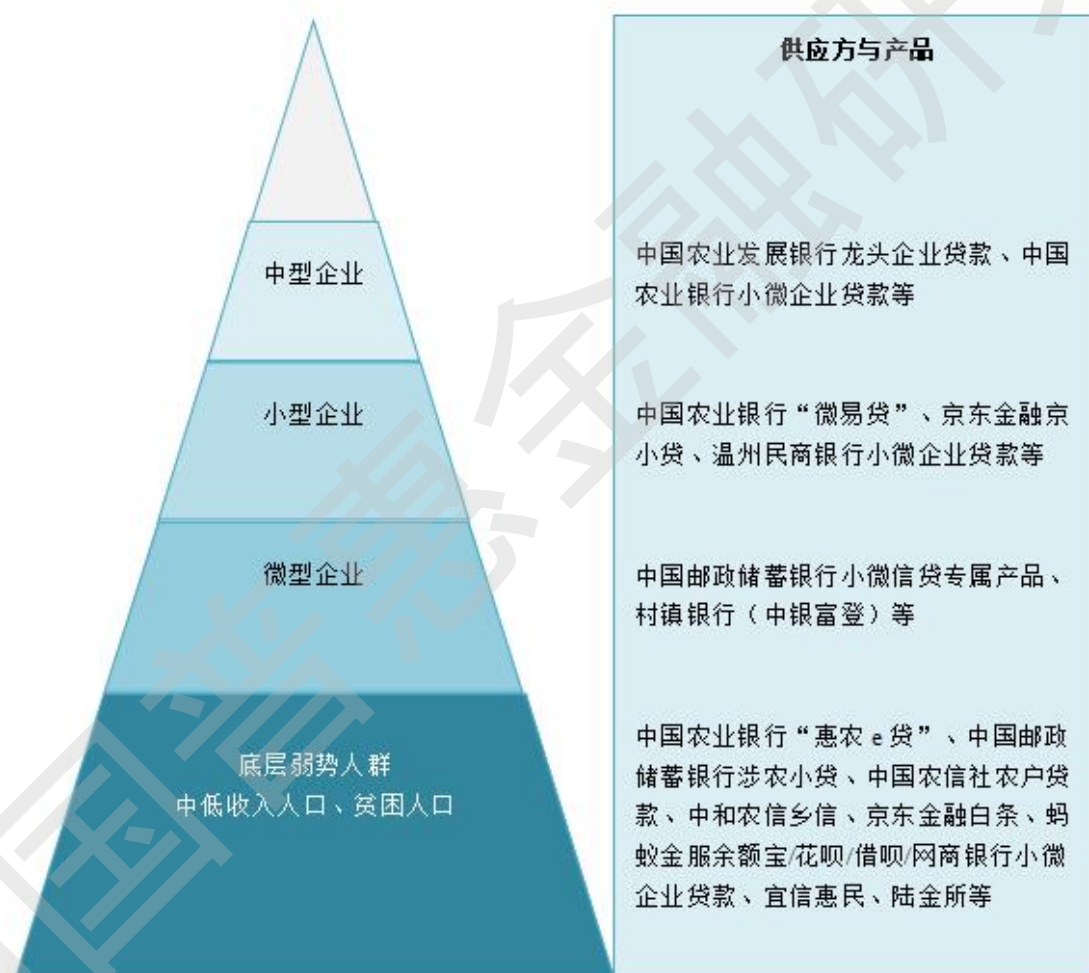 供应方与产品
中型企业
中国农业发展银行龙头企业贷款、中国
农业银行小微企业贷款等
小型企业
中国农业银行“微易贷”、京东金融京
小贷、温州民商银行小微企业贷款等
微型企业
中国邮政储蓄银行小微信贷专属产品、
村镇银行（中银富登）等
底层弱势人群
中低收入人口、贫困人口
中国农业银行“惠农 e 贷”、中国邮政
储蓄银行涉农小贷、中国农信社农户贷
款、中和农信乡信、京东金融白条、蚂
蚁金服余额宝/花呗/借呗/网商银行小微
企业贷款、宜信惠民、陆金所等
国普惠金融研